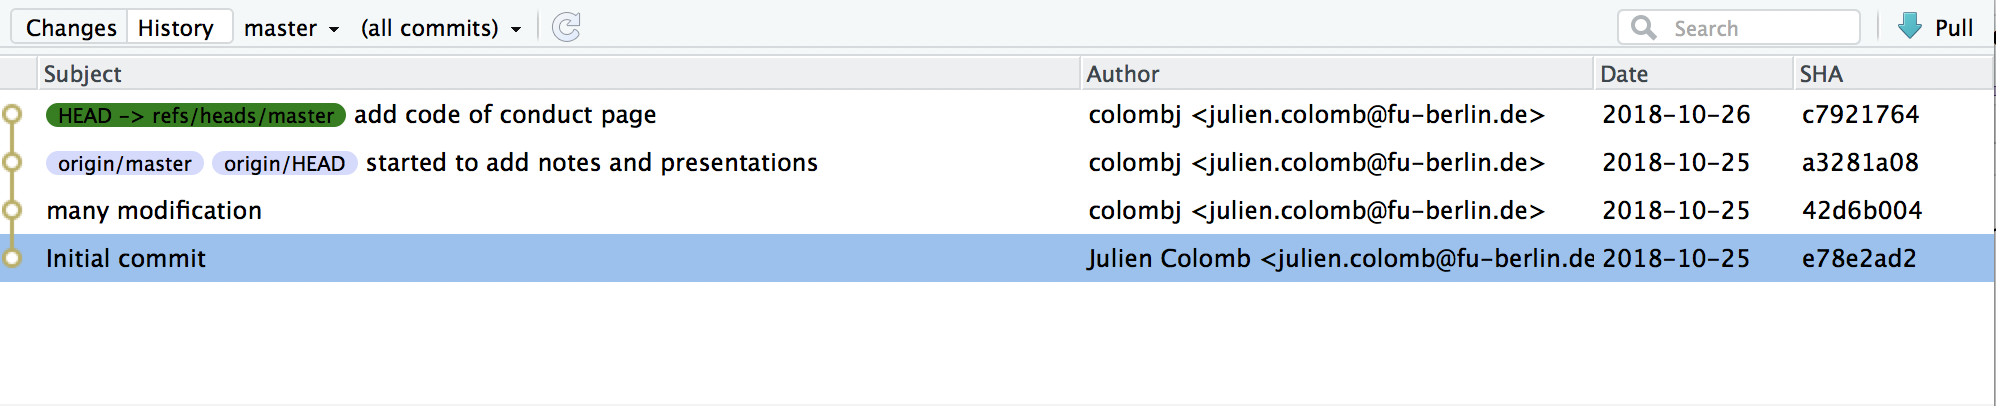 Changes History master (all commits) Search Pull
Subject Author Date SHA
HEAD -> refs/heads/master add code of conduct page colombj <julien.colomb@fu-berlin.de> 2018-10-26 c7921764
origin/master origin/HEAD started to add notes and presentations colombj <julien.colomb@fu-berlin.de> 2018-10-25 a3281a08
many modification colombj <julien.colomb@fu-berlin.de> 2018-10-25 42d6b004
Initial commit Julien Colomb <julien.colomb@fu-berlin.de 2018-10-25 e78e2ad2